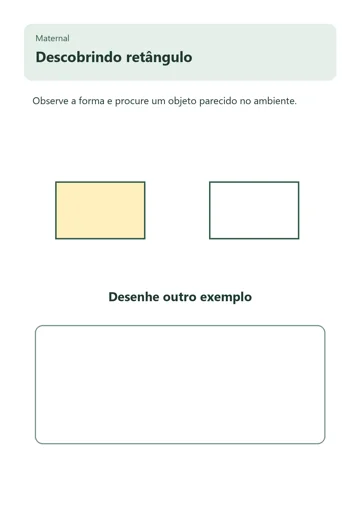 Maternal
Descobrindo retângulo
Observe a forma e procure um objeto parecido no ambiente.
Desenhe outro exemplo